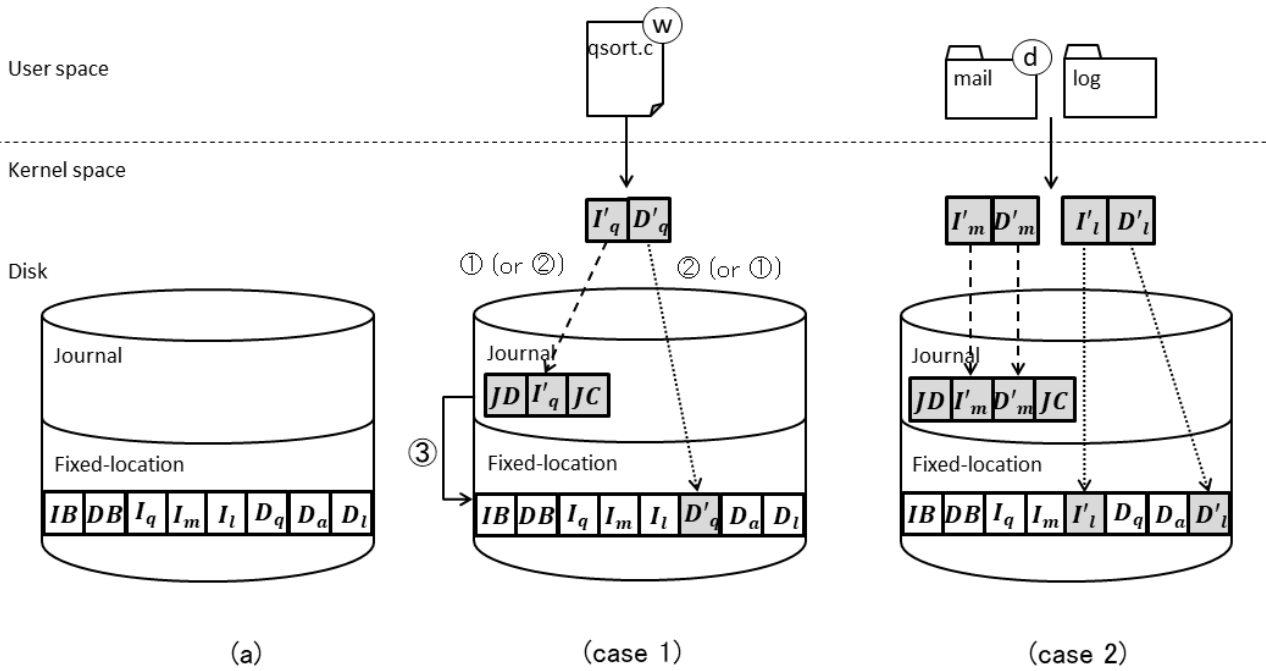 User space
qsort.c
w
mail
d
log
Kernel space
I'q D'q
I'm D'm
I'l D'l
① (or ②)
② (or ①)
Disk
Journal
Journal
Journal
JD I'q JC
JD I'm D'm JC
③
Fixed-location
Fixed-location
Fixed-location
IB DB Iq Im Il Dq Da Dl
IB DB Iq Im Il D'q Da Dl
IB DB Iq Im I'l Dq Da D'l
(a)
(case 1)
(case 2)